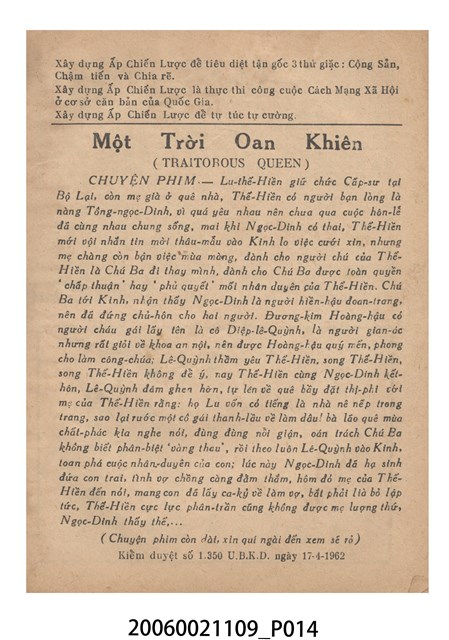 Xây dựng Ấp Chiến Lược để tiêu diệt tận gốc 3 thứ giặc: Cộng Sản,
Chậm tiến và Chia rẽ.
Xây dựng Ấp Chiến Lược là thực thi công cuộc Cách Mạng Xã Hội
ở cơ sở căn bản của Quốc Gia.
Xây dựng Ấp Chiến Lược để tự túc tự cường.
Một Trời Oan Khiên
(TRAITOROUS QUEEN)
CHUYỆN PHIM.— Lu-thế-Hiền giữ chức Cấp-sư tại
Bộ Lại, còn mẹ già ở quê nhà, Thế-Hiền có người bạn lòng là
nàng Tông-ngọc-Dinh, vì quá yêu nhau nên chưa qua cuộc hôn-lễ
đã cùng nhau chung sống, mai khi Ngọc-Dinh có thai, Thế-Hiền
mới vội nhắn tin mời thâu-mẫu vào Kinh lo việc cưới xin, nhưng
mẹ chàng còn bận việc mùa mòng, dành cho người chú của Thế-
Hiền là Chú Ba đi thay mình, dành cho Chú Ba được toàn quyền
'chấp thuận' hay 'phủ quyết' mối nhân duyên của Thế-Hiền. Chú
Ba tới Kinh, nhận thấy Ngọc-Dinh là người hiền-hậu đoan-trang,
nên đã đứng chủ-hôn cho hai người. Đương-kim Hoàng-hậu có
người cháu gái lấy tên là cô Diệp-lê-Quỳnh, là người gian-ác
nhưng rất giỏi về khoa ăn nói, nên được Hoàng-hậu quý mến, phong
cho làm công-chúa; Lê-Quỳnh thầm yêu Thế-Hiền, song Thế-Hiền,
song Thế-Hiền không để ý, nay Thế-Hiền cùng Ngọc-Dinh kết-
hôn, Lê-Quỳnh đâm ghen hờn, tự lên về quê bày đặt thị-phi với
mẹ của Thế-Hiền rằng: họ Lu vốn có tiếng là nhà nề nếp trong
trang, sao lại rước một cô gái thanh-lầu về làm dâu! bà lão quê mùa
chất-phác kia nghe nói, đùng đùng nổi giận, oán trách Chú Ba
không biết phân-biệt 'vàng thau', rồi theo luôn Lê-Quỳnh vào Kinh,
toan phá cuộc nhân-duyên của con; lúc này Ngọc-Dinh đã hạ sinh
đứa con trai, tình vợ chồng càng đằm thắm, hôm đó mẹ của Thế-
Hiền đến nói, mang con đã lấy ca-kỹ về làm vợ, bắt phải lìa bỏ lập
tức, Thế-Hiền cực lực phân-trần cũng không được mẹ lượng thứ,
Ngọc-Dinh thấy thế,...
(Chuyện phim còn dài, xin quí ngài đến xem sẽ rõ)
Kiểm duyệt số 1.350 U.B.K.D. ngày 17-4-1962
20060021109_P014